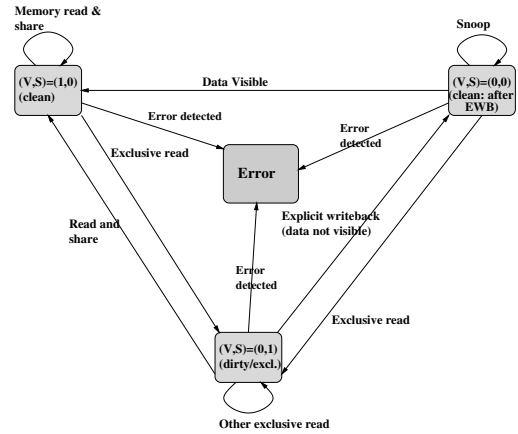 Memory read &
share
Snoop
(V,S)=(1,0)
(clean)
Data Visible
(V,S)=(0,0)
(clean: after
EWB)
Error detected
Error
detected
Exclusive read
Error
Read and
share
Explicit writeback
(data not visible)
Error
detected
Exclusive read
(V,S)=(0,1)
(dirty/excl.)
Other exclusive read